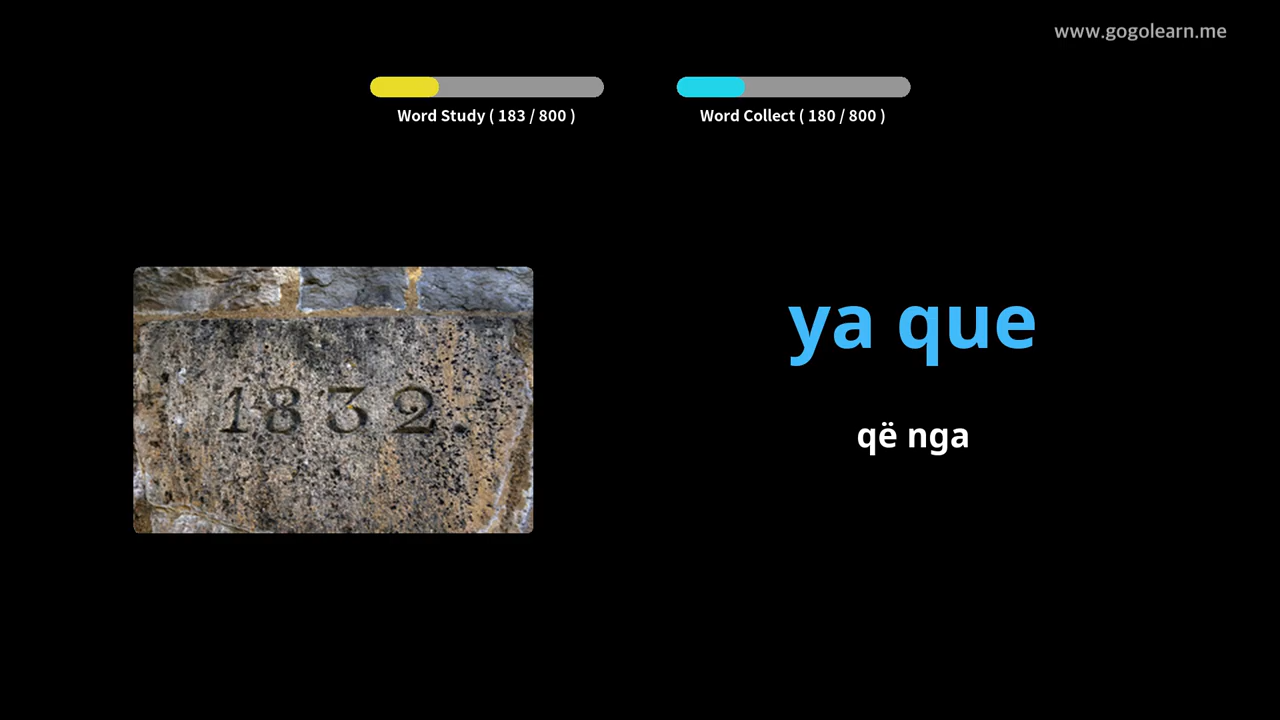 www.gogolearn.me
Word Study ( 183 / 800 )
Word Collect ( 180 / 800 )
1832.
ya que
që nga